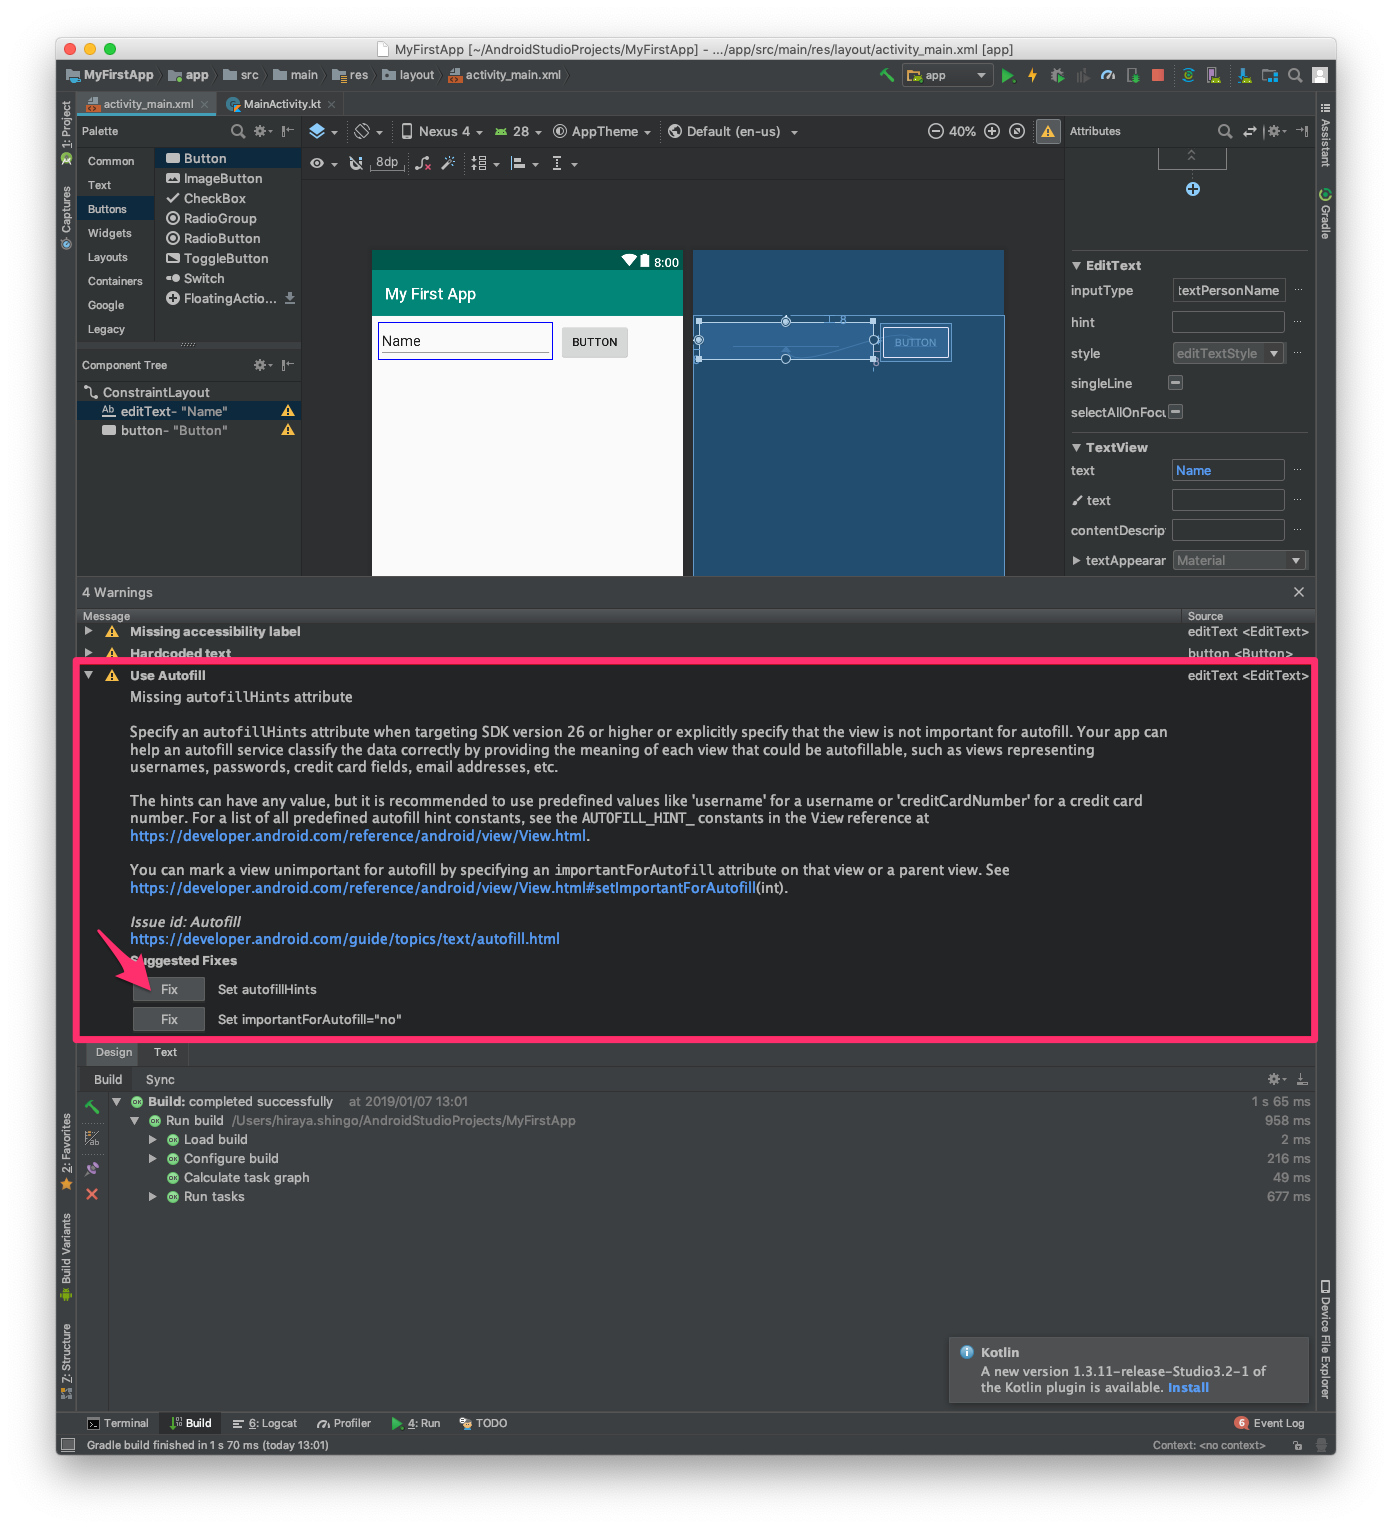 MyFirstApp [~/AndroidStudioProjects/MyFirstApp] - .../app/src/main/res/layout/activity_main.xml [app]
MyFirstApp app src main res layout activity_main.xml
app
activity_main.xml MainActivity.kt
1: Project
Captures
Palette
Common
Text
Buttons
Widgets
Layouts
Containers
Google
Legacy
Button
ImageButton
CheckBox
RadioGroup
RadioButton
ToggleButton
Switch
FloatingActio...
Component Tree
ConstraintLayout
Ab editText- "Name"
button- "Button"
Nexus 4 28 AppTheme Default (en-us) 40%
8dp
8:00
My First App
Name BUTTON
8
BUTTON
8
Attributes
EditText
inputType textPersonName
hint
style editTextStyle
singleLine
selectAllOnFocu
TextView
text Name
text
contentDescrip
textAppearar Material
Assistant
Gradle
4 Warnings
Message Source
Missing accessibility label editText <EditText>
Hardcoded text button <Button>
Use Autofill editText <EditText>
Missing autofillHints attribute
Specify an autofillHints attribute when targeting SDK version 26 or higher or explicitly specify that the view is not important for autofill. Your app can
help an autofill service classify the data correctly by providing the meaning of each view that could be autofillable, such as views representing
usernames, passwords, credit card fields, email addresses, etc.
The hints can have any value, but it is recommended to use predefined values like 'username' for a username or 'creditCardNumber' for a credit card
number. For a list of all predefined autofill hint constants, see the AUTOFILL_HINT_ constants in the View reference at
https://developer.android.com/reference/android/view/View.html.
You can mark a view unimportant for autofill by specifying an importantForAutofill attribute on that view or a parent view. See
https://developer.android.com/reference/android/view/View.html#setImportantForAutofill(int).
Issue id: Autofill
https://developer.android.com/guide/topics/text/autofill.html
Suggested Fixes
Fix Set autofillHints
Fix Set importantForAutofill="no"
Design Text
Build Sync
Build: completed successfully at 2019/01/07 13:01 1 s 65 ms
Run build /Users/hiraya.shingo/AndroidStudioProjects/MyFirstApp 958 ms
Load build 2 ms
Configure build 216 ms
Calculate task graph 49 ms
Run tasks 677 ms
2: Favorites
Build Variants
Z: Structure
Device File Explorer
Kotlin
A new version 1.3.11-release-Studio3.2-1 of
the Kotlin plugin is available. Install
Terminal Build 6: Logcat Profiler 4: Run TODO 6 Event Log
Gradle build finished in 1 s 70 ms (today 13:01) Context: <no context>